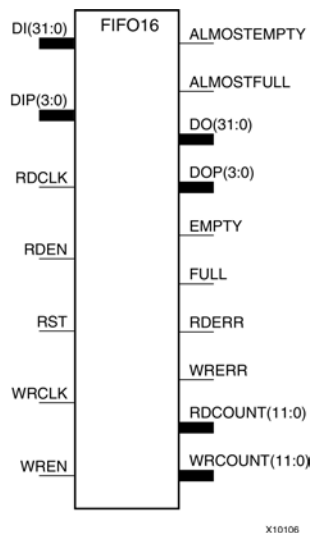 FIFO16
DI(31:0)
DIP(3:0)
RDCLK
RDEN
RST
WRCLK
WREN
ALMOSTEMPTY
ALMOSTFULL
DO(31:0)
DOP(3:0)
EMPTY
FULL
RDERR
WRERR
RDCOUNT(11:0)
WRCOUNT(11:0)
X10106